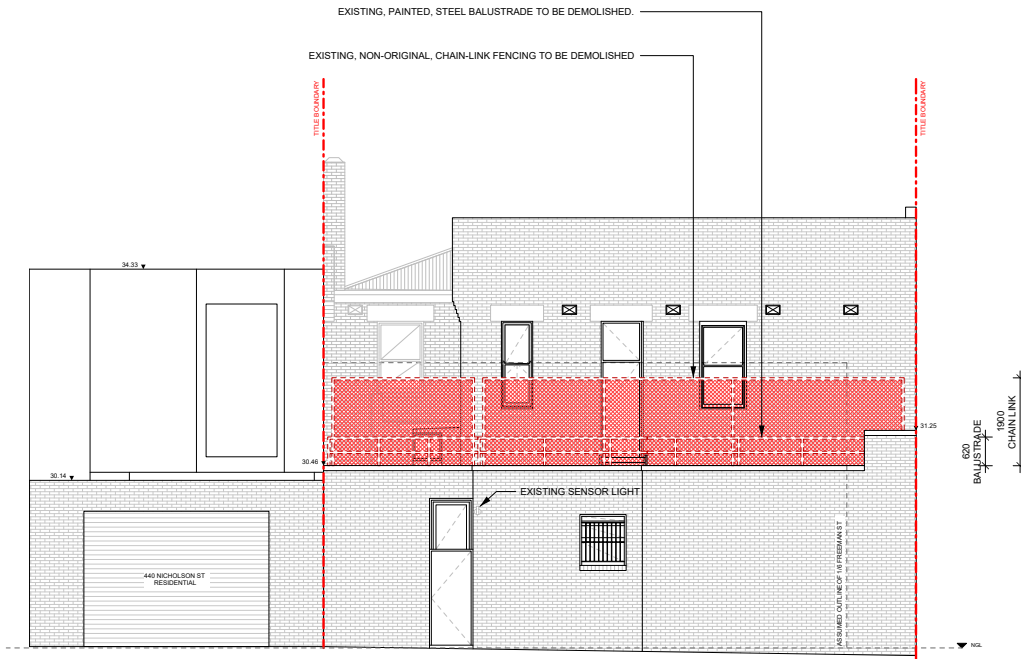 EXISTING, PAINTED, STEEL BALUSTRADE TO BE DEMOLISHED.
EXISTING, NON-ORIGINAL, CHAIN-LINK FENCING TO BE DEMOLISHED
TITLE BOUNDARY
TITLE BOUNDARY
34.33
31.25
30.46
30.14
620
BALUSTRADE
1900
CHAIN LINK
EXISTING SENSOR LIGHT
440 NICHOLSON ST
RESIDENTIAL
ASSUMED OUTLINE OF 1/8 FREEMAN ST
NGL